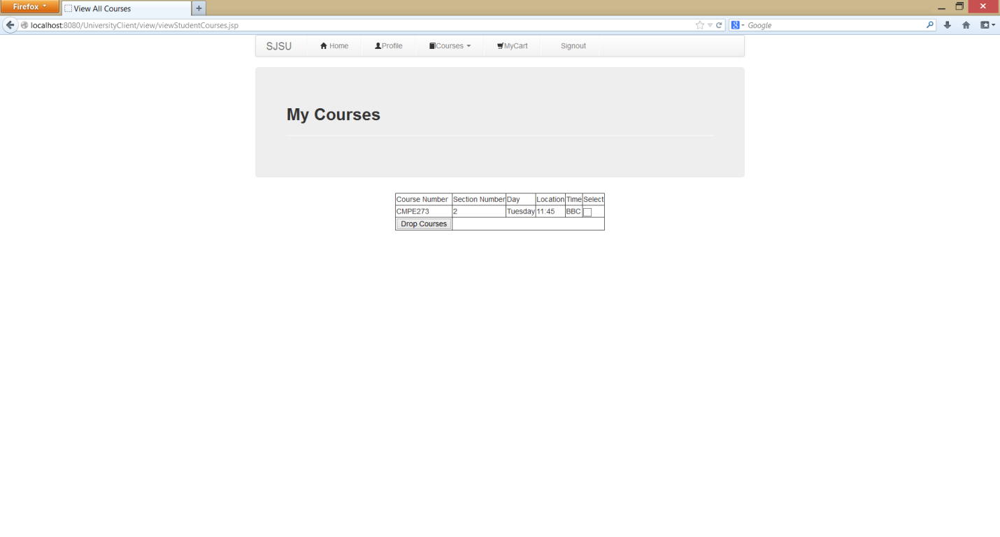 Firefox
View All Courses
localhost:8080/UniversityClient/view/viewStudentCourses.jsp
Google
SJSU Home Profile Courses MyCart Signout
My Courses
Course Number Section Number Day Location Time Select
CMPE273 2 Tuesday 11:45 BBC
Drop Courses